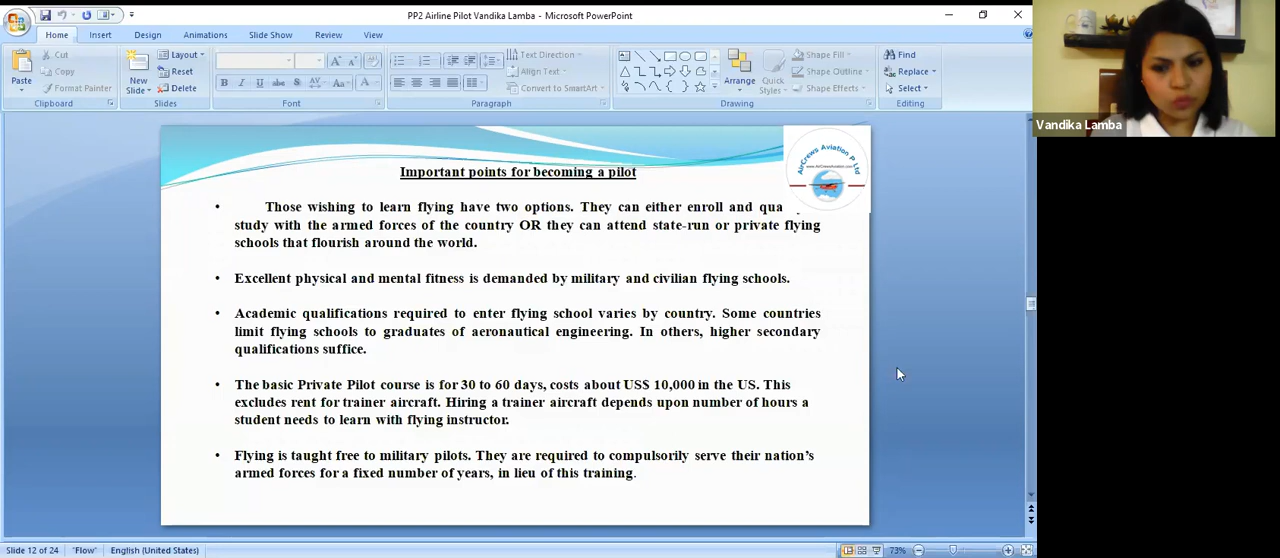 PP2 Airline Pilot Vandika Lamba - Microsoft PowerPoint
Home Insert Design Slide Show Animations Review View
Paste
Cut
Copy
Format Painter
Clipboard
New
Slide
Layout
Reset
Delete
Slides
Font
Text Direction
Align Text
Convert to SmartArt
Paragraph
Arrange
Quick
Styles
Shape Fill
Shape Outline
Shape Effects
Drawing
Find
Replace
Select
Editing
Vandika Lamba
AirCrews Aviation P Ltd
www.AirCrewsAviation.com
Important points for becoming a pilot
• Those wishing to learn flying have two options. They can either enroll and qua
study with the armed forces of the country OR they can attend state-run or private flying
schools that flourish around the world.
• Excellent physical and mental fitness is demanded by military and civilian flying schools.
• Academic qualifications required to enter flying school varies by country. Some countries
limit flying schools to graduates of aeronautical engineering. In others, higher secondary
qualifications suffice.
• The basic Private Pilot course is for 30 to 60 days, costs about US$ 10,000 in the US. This
excludes rent for trainer aircraft. Hiring a trainer aircraft depends upon number of hours a
student needs to learn with flying instructor.
• Flying is taught free to military pilots. They are required to compulsorily serve their nation's
armed forces for a fixed number of years, in lieu of this training.
Slide 12 of 24 "Flow" English (United States) 73%